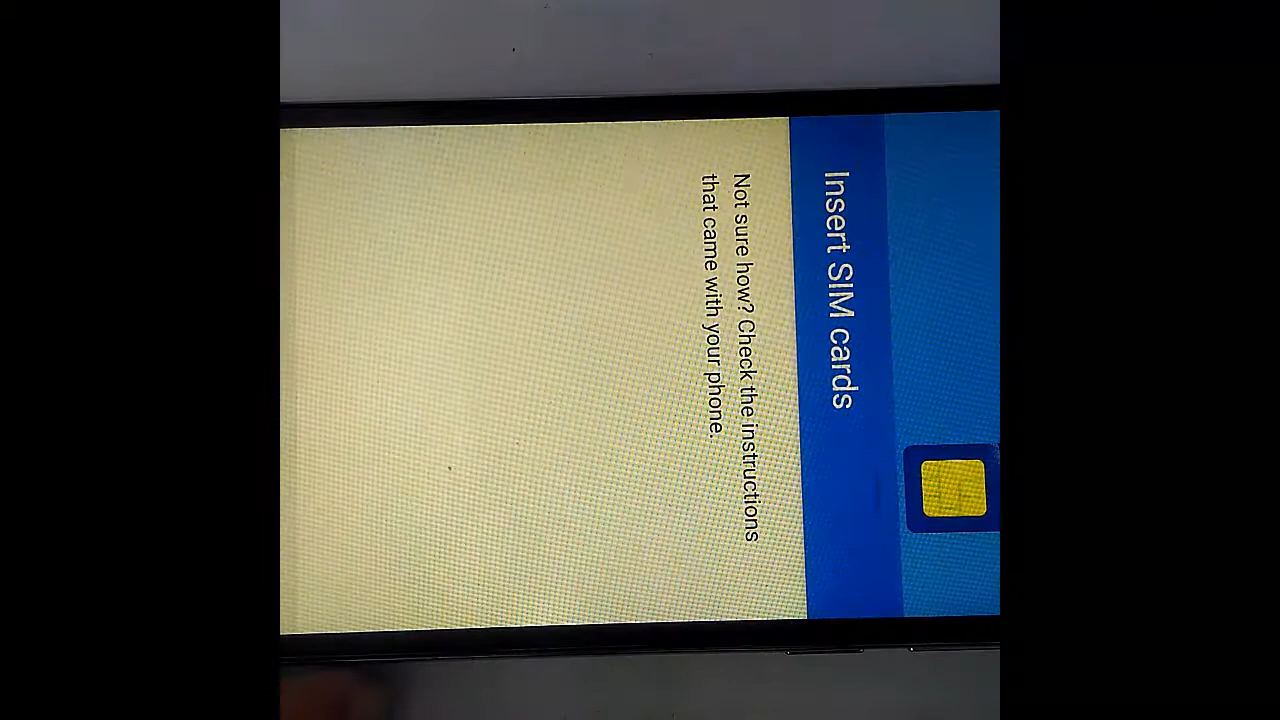 Insert SIM cards
Not sure how? Check the instructions
that came with your phone.